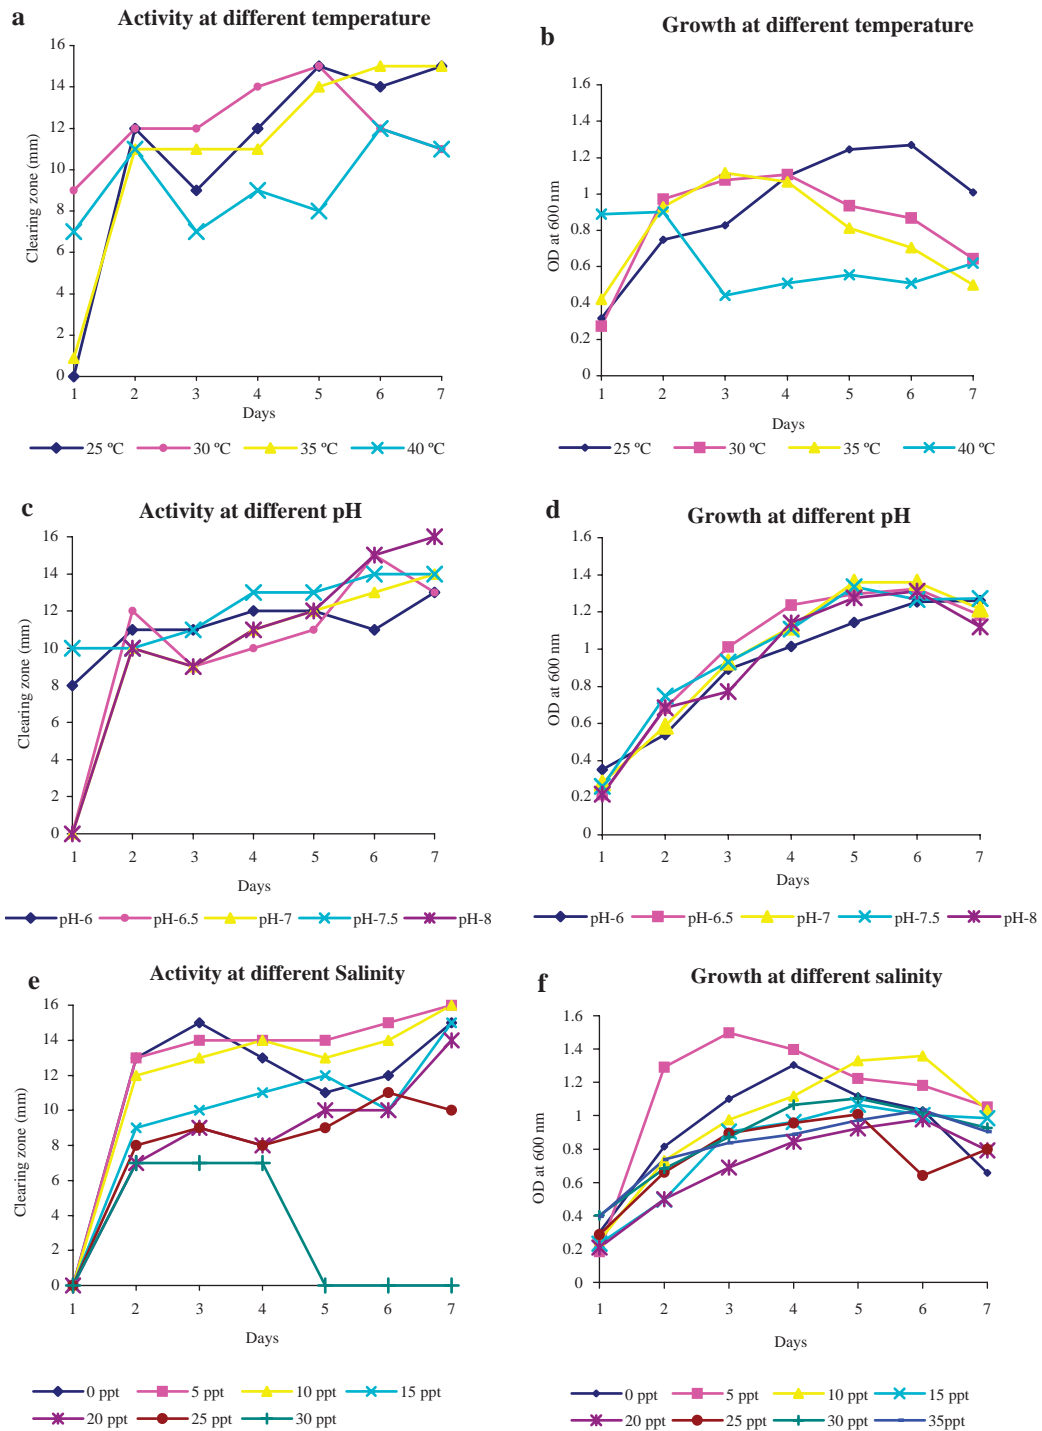 a
Activity at different temperature
16
14
12
10
8
6
4
2
0
Clearing zone (mm)
1 2 3 4 5 6 7
Days
25 ºC 30 ºC 35 ºC 40 ºC
b
Growth at different temperature
1.6
1.4
1.2
1
0.8
0.6
0.4
0.2
0
OD at 600 nm
1 2 3 4 5 6 7
Days
25 ºC 30 ºC 35 ºC 40 ºC
c
Activity at different pH
16
14
12
10
8
6
4
2
0
Clearing zone (mm)
1 2 3 4 5 6 7
Days
pH-6 pH-6.5 pH-7 pH-7.5 pH-8
d
Growth at different pH
1.6
1.4
1.2
1
0.8
0.6
0.4
0.2
0
OD at 600 nm
1 2 3 4 5 6 7
Days
pH-6 pH-6.5 pH-7 pH-7.5 pH-8
e
Activity at different Salinity
16
14
12
10
8
6
4
2
0
Clearing zone (mm)
1 2 3 4 5 6 7
Days
0 ppt 5 ppt 10 ppt 15 ppt
20 ppt 25 ppt 30 ppt
f
Growth at different salinity
1.6
1.4
1.2
1
0.8
0.6
0.4
0.2
0
OD at 600 nm
1 2 3 4 5 6 7
Days
0 ppt 5 ppt 10 ppt 15 ppt
20 ppt 25 ppt 30 ppt 35ppt